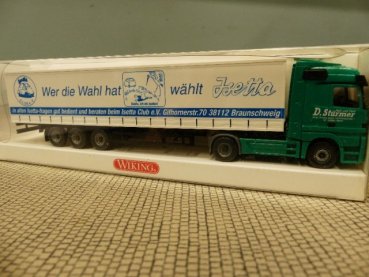 Wer die Wahl hat wählt Isetta
In allen Isetta-fragen gut bedient und beraten beim Isetta Club e.V. Gifhornerstr.70 38112 Braunschweig
D. Stürmer
WIKING